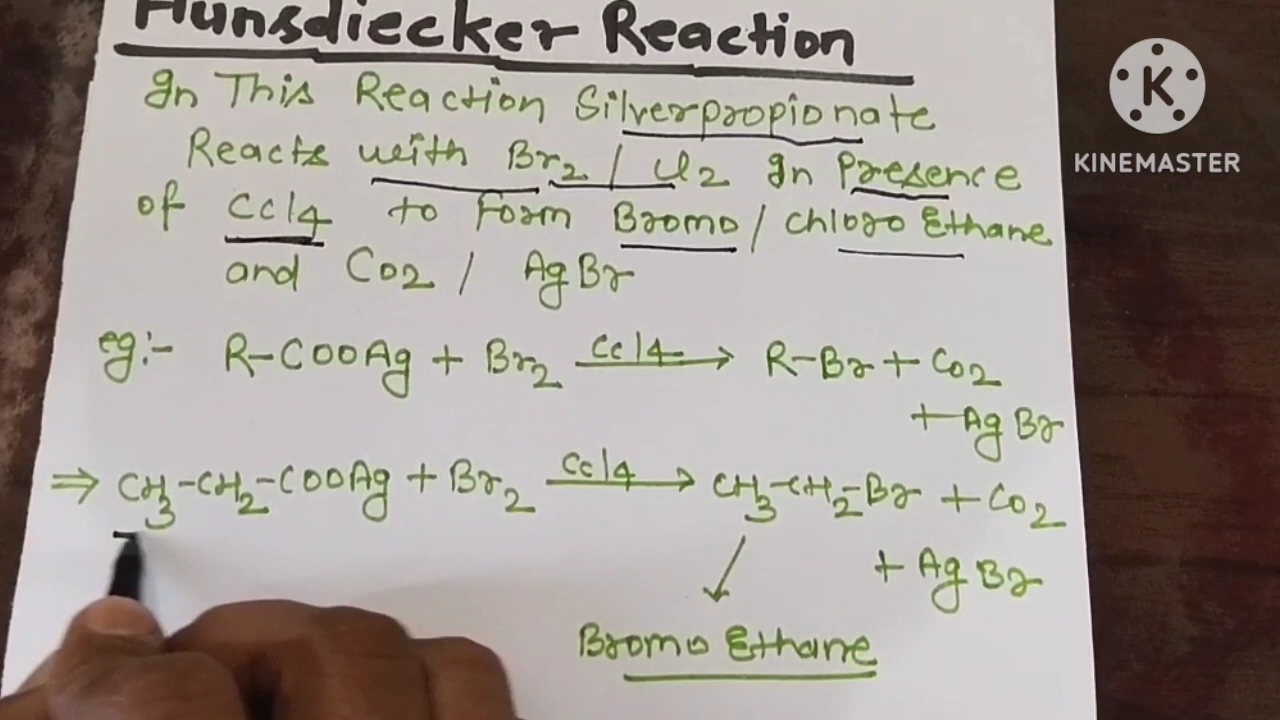 Hunsdiecker Reaction
In This Reaction Silverpropionate
Reacts with Br2 / Cl2 In Presence
of CCl4 to Form Bromo / Chloro Ethane
and CO2 / AgBr
eg:- R-COOAg + Br2 CCl4 → R-Br + CO2
+ AgBr
⇒ CH3-CH2-COOAg + Br2 CCl4 → CH3-CH2-Br + CO2
+ AgBr
Bromo Ethane
K
KINEMASTER